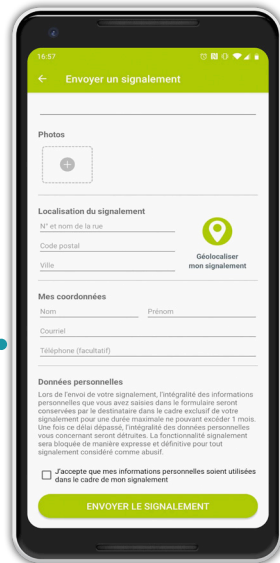 16:57
Envoyer un signalement
Photos
Localisation du signalement
N° et nom de la rue
Code postal
Ville
Géolocaliser
mon signalement
Mes coordonnées
Nom
Prénom
Courriel
Téléphone (facultatif)
Données personnelles
Lors de l'envoi de votre signalement, l'intégralité des informations
personnelles que vous avez saisies dans le formulaire seront
conservées par le destinataire dans le cadre exclusif de votre
signalement pour une durée maximale ne pouvant excéder 1 mois.
Une fois ce délai dépassé, l'intégralité des données personnelles
vous concernant seront détruites. La fonctionnalité signalement
sera bloquée de manière expresse et définitive pour tout
signalement considéré comme abusif.
J'accepte que mes informations personnelles soient utilisées
dans le cadre de mon signalement
ENVOYER LE SIGNALEMENT